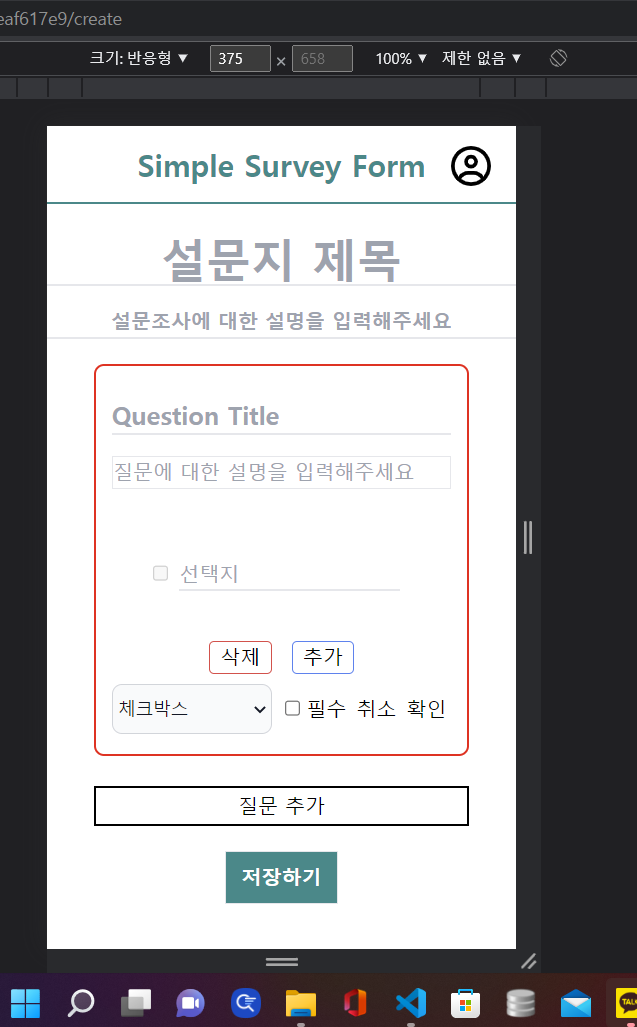 eaf617e9/create
크기: 반응형 ▼ 375 × 658 100% ▼ 제한 없음 ▼
Simple Survey Form
설문지 제목
설문조사에 대한 설명을 입력해주세요
Question Title
질문에 대한 설명을 입력해주세요
선택지
삭제 추가
체크박스 필수 취소 확인
질문 추가
저장하기